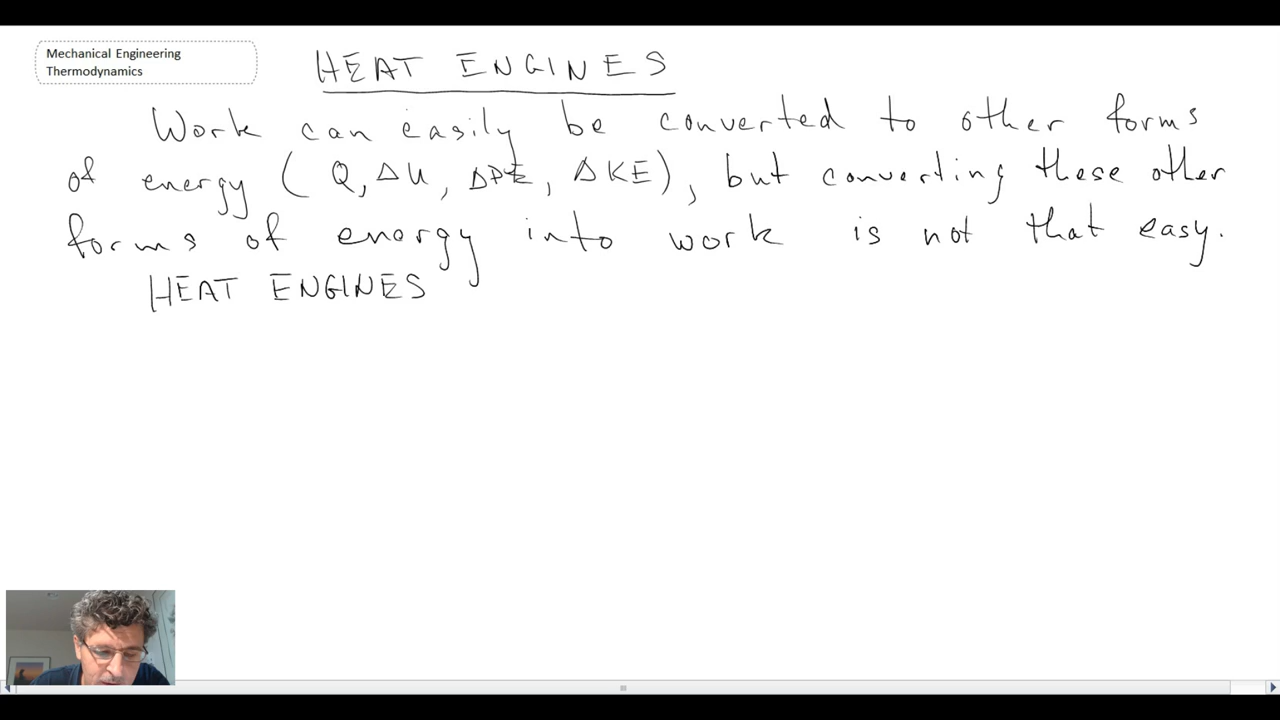 Mechanical Engineering
Thermodynamics
HEAT ENGINES
Work can easily be converted to other forms
of energy ( Q, ΔU, ΔPE, ΔKE), but converting these other
forms of energy into work is not that easy.
HEAT ENGINES